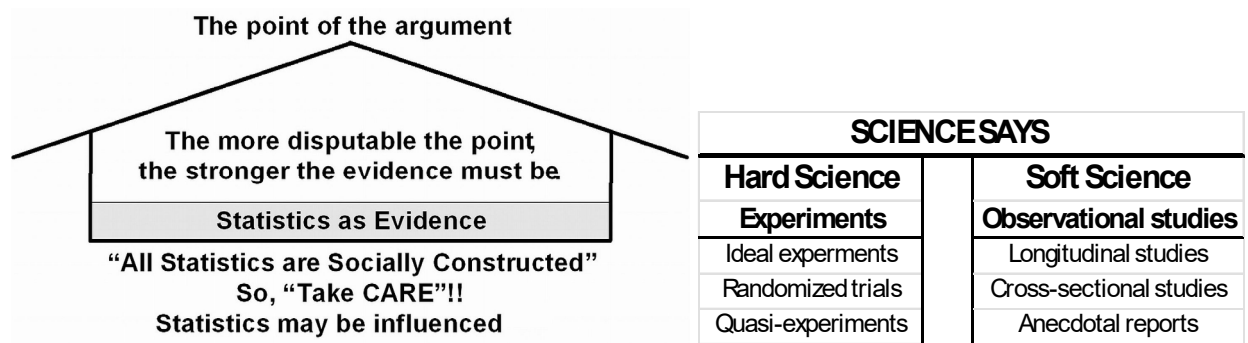 The point of the argument
The more disputable the point,
the stronger the evidence must be.
Statistics as Evidence
“All Statistics are Socially Constructed”
So, “Take CARE”!!
Statistics may be influenced
SCIENCE SAYS
Hard Science
Soft Science
Experiments
Observational studies
Ideal experments
Longitudinal studies
Randomized trials
Cross-sectional studies
Quasi-experiments
Anecdotal reports